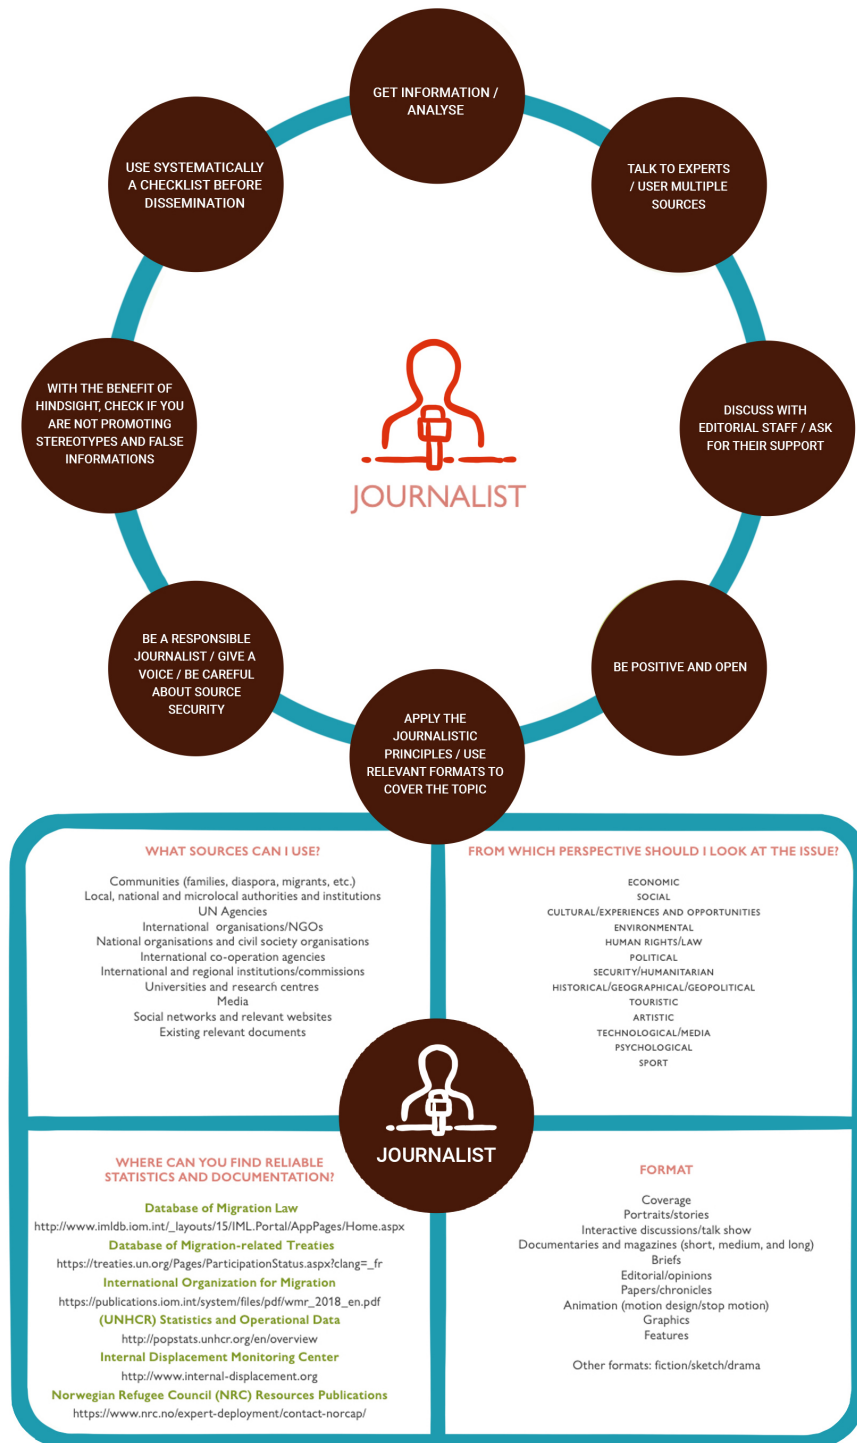 GET INFORMATION /
ANALYSE
TALK TO EXPERTS
/ USER MULTIPLE
SOURCES
DISCUSS WITH
EDITORIAL STAFF / ASK
FOR THEIR SUPPORT
BE POSITIVE AND OPEN
APPLY THE
JOURNALISTIC
PRINCIPLES / USE
RELEVANT FORMATS TO
COVER THE TOPIC
BE A RESPONSIBLE
JOURNALIST / GIVE A
VOICE / BE CAREFUL
ABOUT SOURCE
SECURITY
WITH THE BENEFIT OF
HINDSIGHT, CHECK IF YOU
ARE NOT PROMOTING
STEREOTYPES AND FALSE
INFORMATIONS
USE SYSTEMATICALLY
A CHECKLIST BEFORE
DISSEMINATION
JOURNALIST
WHAT SOURCES CAN I USE?
Communities (families, diaspora, migrants, etc.)
Local, national and microlocal authorities and institutions
UN Agencies
International organisations/NGOs
National organisations and civil society organisations
International co-operation agencies
International and regional institutions/commissions
Universities and research centres
Media
Social networks and relevant websites
Existing relevant documents
FROM WHICH PERSPECTIVE SHOULD I LOOK AT THE ISSUE?
ECONOMIC
SOCIAL
CULTURAL/EXPERIENCES AND OPPORTUNITIES
ENVIRONMENTAL
HUMAN RIGHTS/LAW
POLITICAL
SECURITY/HUMANITARIAN
HISTORICAL/GEOGRAPHICAL/GEOPOLITICAL
TOURISTIC
ARTISTIC
TECHNOLOGICAL/MEDIA
PSYCHOLOGICAL
SPORT
JOURNALIST
WHERE CAN YOU FIND RELIABLE
STATISTICS AND DOCUMENTATION?
Database of Migration Law
http://www.imldb.iom.int/_layouts/15/IML.Portal/AppPages/Home.aspx
Database of Migration-related Treaties
https://treaties.un.org/Pages/ParticipationStatus.aspx?clang=_fr
International Organization for Migration
https://publications.iom.int/system/files/pdf/wmr_2018_en.pdf
(UNHCR) Statistics and Operational Data
http://popstats.unhcr.org/en/overview
Internal Displacement Monitoring Center
http://www.internal-displacement.org
Norwegian Refugee Council (NRC) Resources Publications
https://www.nrc.no/expert-deployment/contact-norcap/
FORMAT
Coverage
Portraits/stories
Interactive discussions/talk show
Documentaries and magazines (short, medium, and long)
Briefs
Editorial/opinions
Papers/chronicles
Animation (motion design/stop motion)
Graphics
Features
Other formats: fiction/sketch/drama